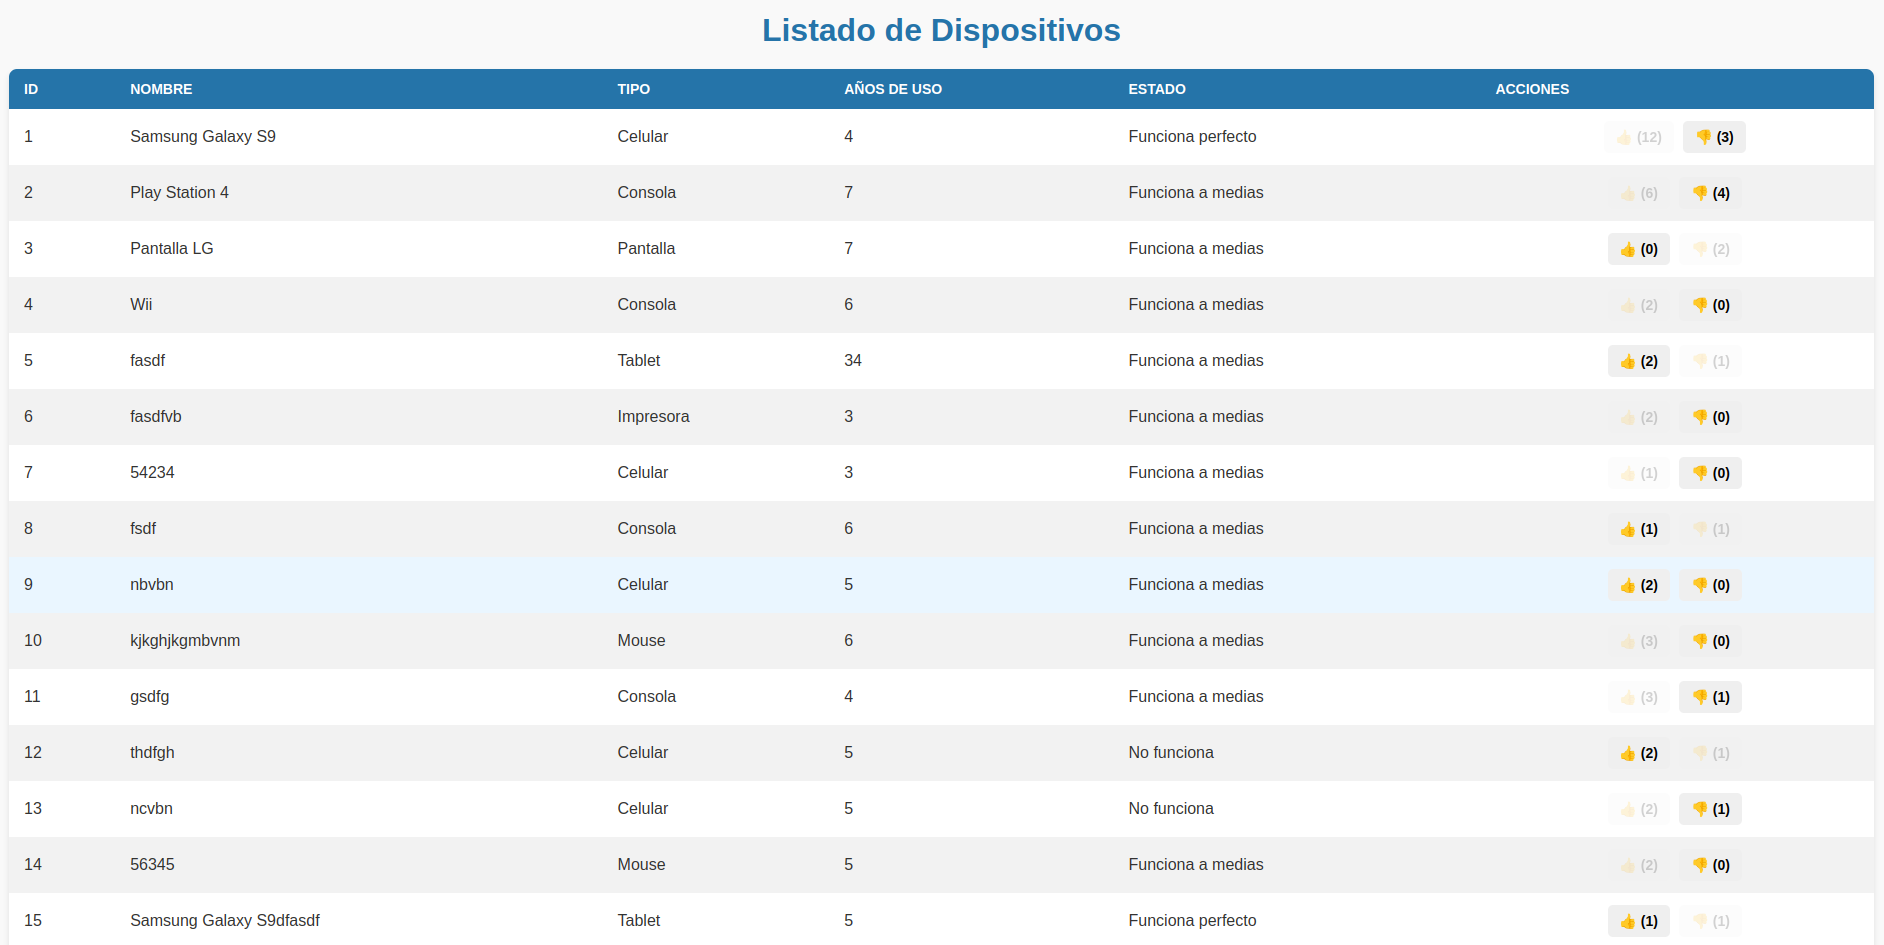 Listado de Dispositivos
ID NOMBRE TIPO AÑOS DE USO ESTADO ACCIONES
1 Samsung Galaxy S9 Celular 4 Funciona perfecto 👍 (12) 👎 (3)
2 Play Station 4 Consola 7 Funciona a medias 👍 (6) 👎 (4)
3 Pantalla LG Pantalla 7 Funciona a medias 👍 (0) 👎 (2)
4 Wii Consola 6 Funciona a medias 👍 (2) 👎 (0)
5 fasdf Tablet 34 Funciona a medias 👍 (2) 👎 (1)
6 fasdfvb Impresora 3 Funciona a medias 👍 (2) 👎 (0)
7 54234 Celular 3 Funciona a medias 👍 (1) 👎 (0)
8 fsdf Consola 6 Funciona a medias 👍 (1) 👎 (1)
9 nbvbn Celular 5 Funciona a medias 👍 (2) 👎 (0)
10 kjkghjkgmbvnm Mouse 6 Funciona a medias 👍 (3) 👎 (0)
11 gsdfg Consola 4 Funciona a medias 👍 (3) 👎 (1)
12 thdfgh Celular 5 No funciona 👍 (2) 👎 (1)
13 ncvbn Celular 5 No funciona 👍 (2) 👎 (1)
14 56345 Mouse 5 Funciona a medias 👍 (2) 👎 (0)
15 Samsung Galaxy S9dfasdf Tablet 5 Funciona perfecto 👍 (1) 👎 (1)